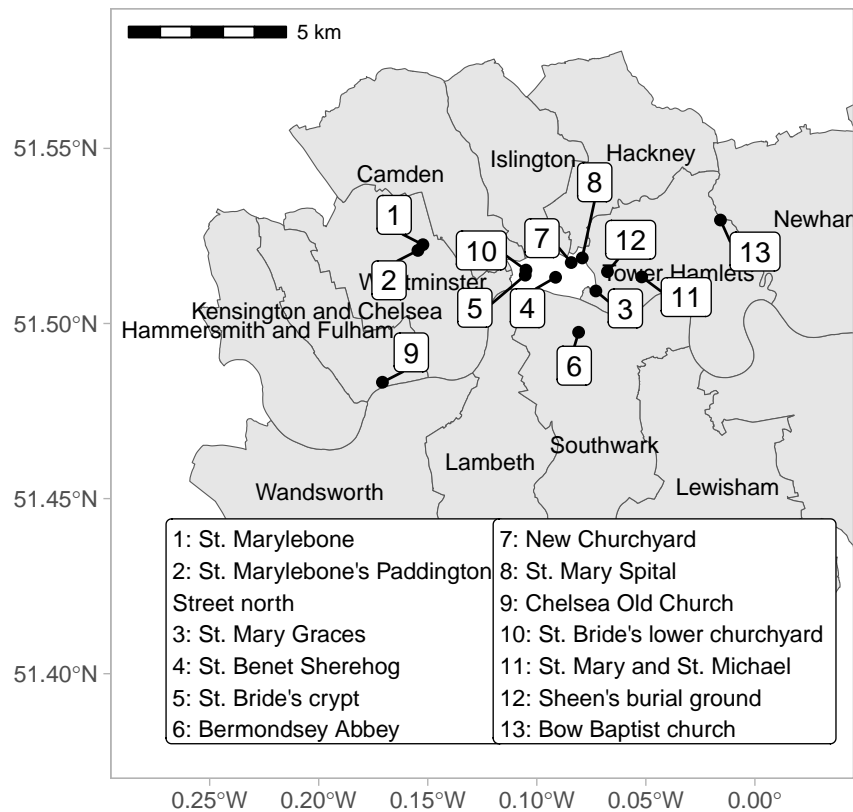 5 km
51.55°N
51.50°N
51.45°N
51.40°N
Islington
Hackney
Camden
8
1
Newhar
7
12
10
13
2
Westminster
Tower Hamlets
5
4
3
11
Kensington and Chelsea
Hammersmith and Fulham
9
6
Southwark
Lambeth
Wandsworth
Lewisham
1: St. Marylebone
2: St. Marylebone's Paddington
Street north
3: St. Mary Graces
4: St. Benet Sherehog
5: St. Bride's crypt
6: Bermondsey Abbey
7: New Churchyard
8: St. Mary Spital
9: Chelsea Old Church
10: St. Bride's lower churchyard
11: St. Mary and St. Michael
12: Sheen's burial ground
13: Bow Baptist church
0.25°W 0.20°W 0.15°W 0.10°W 0.05°W 0.00°